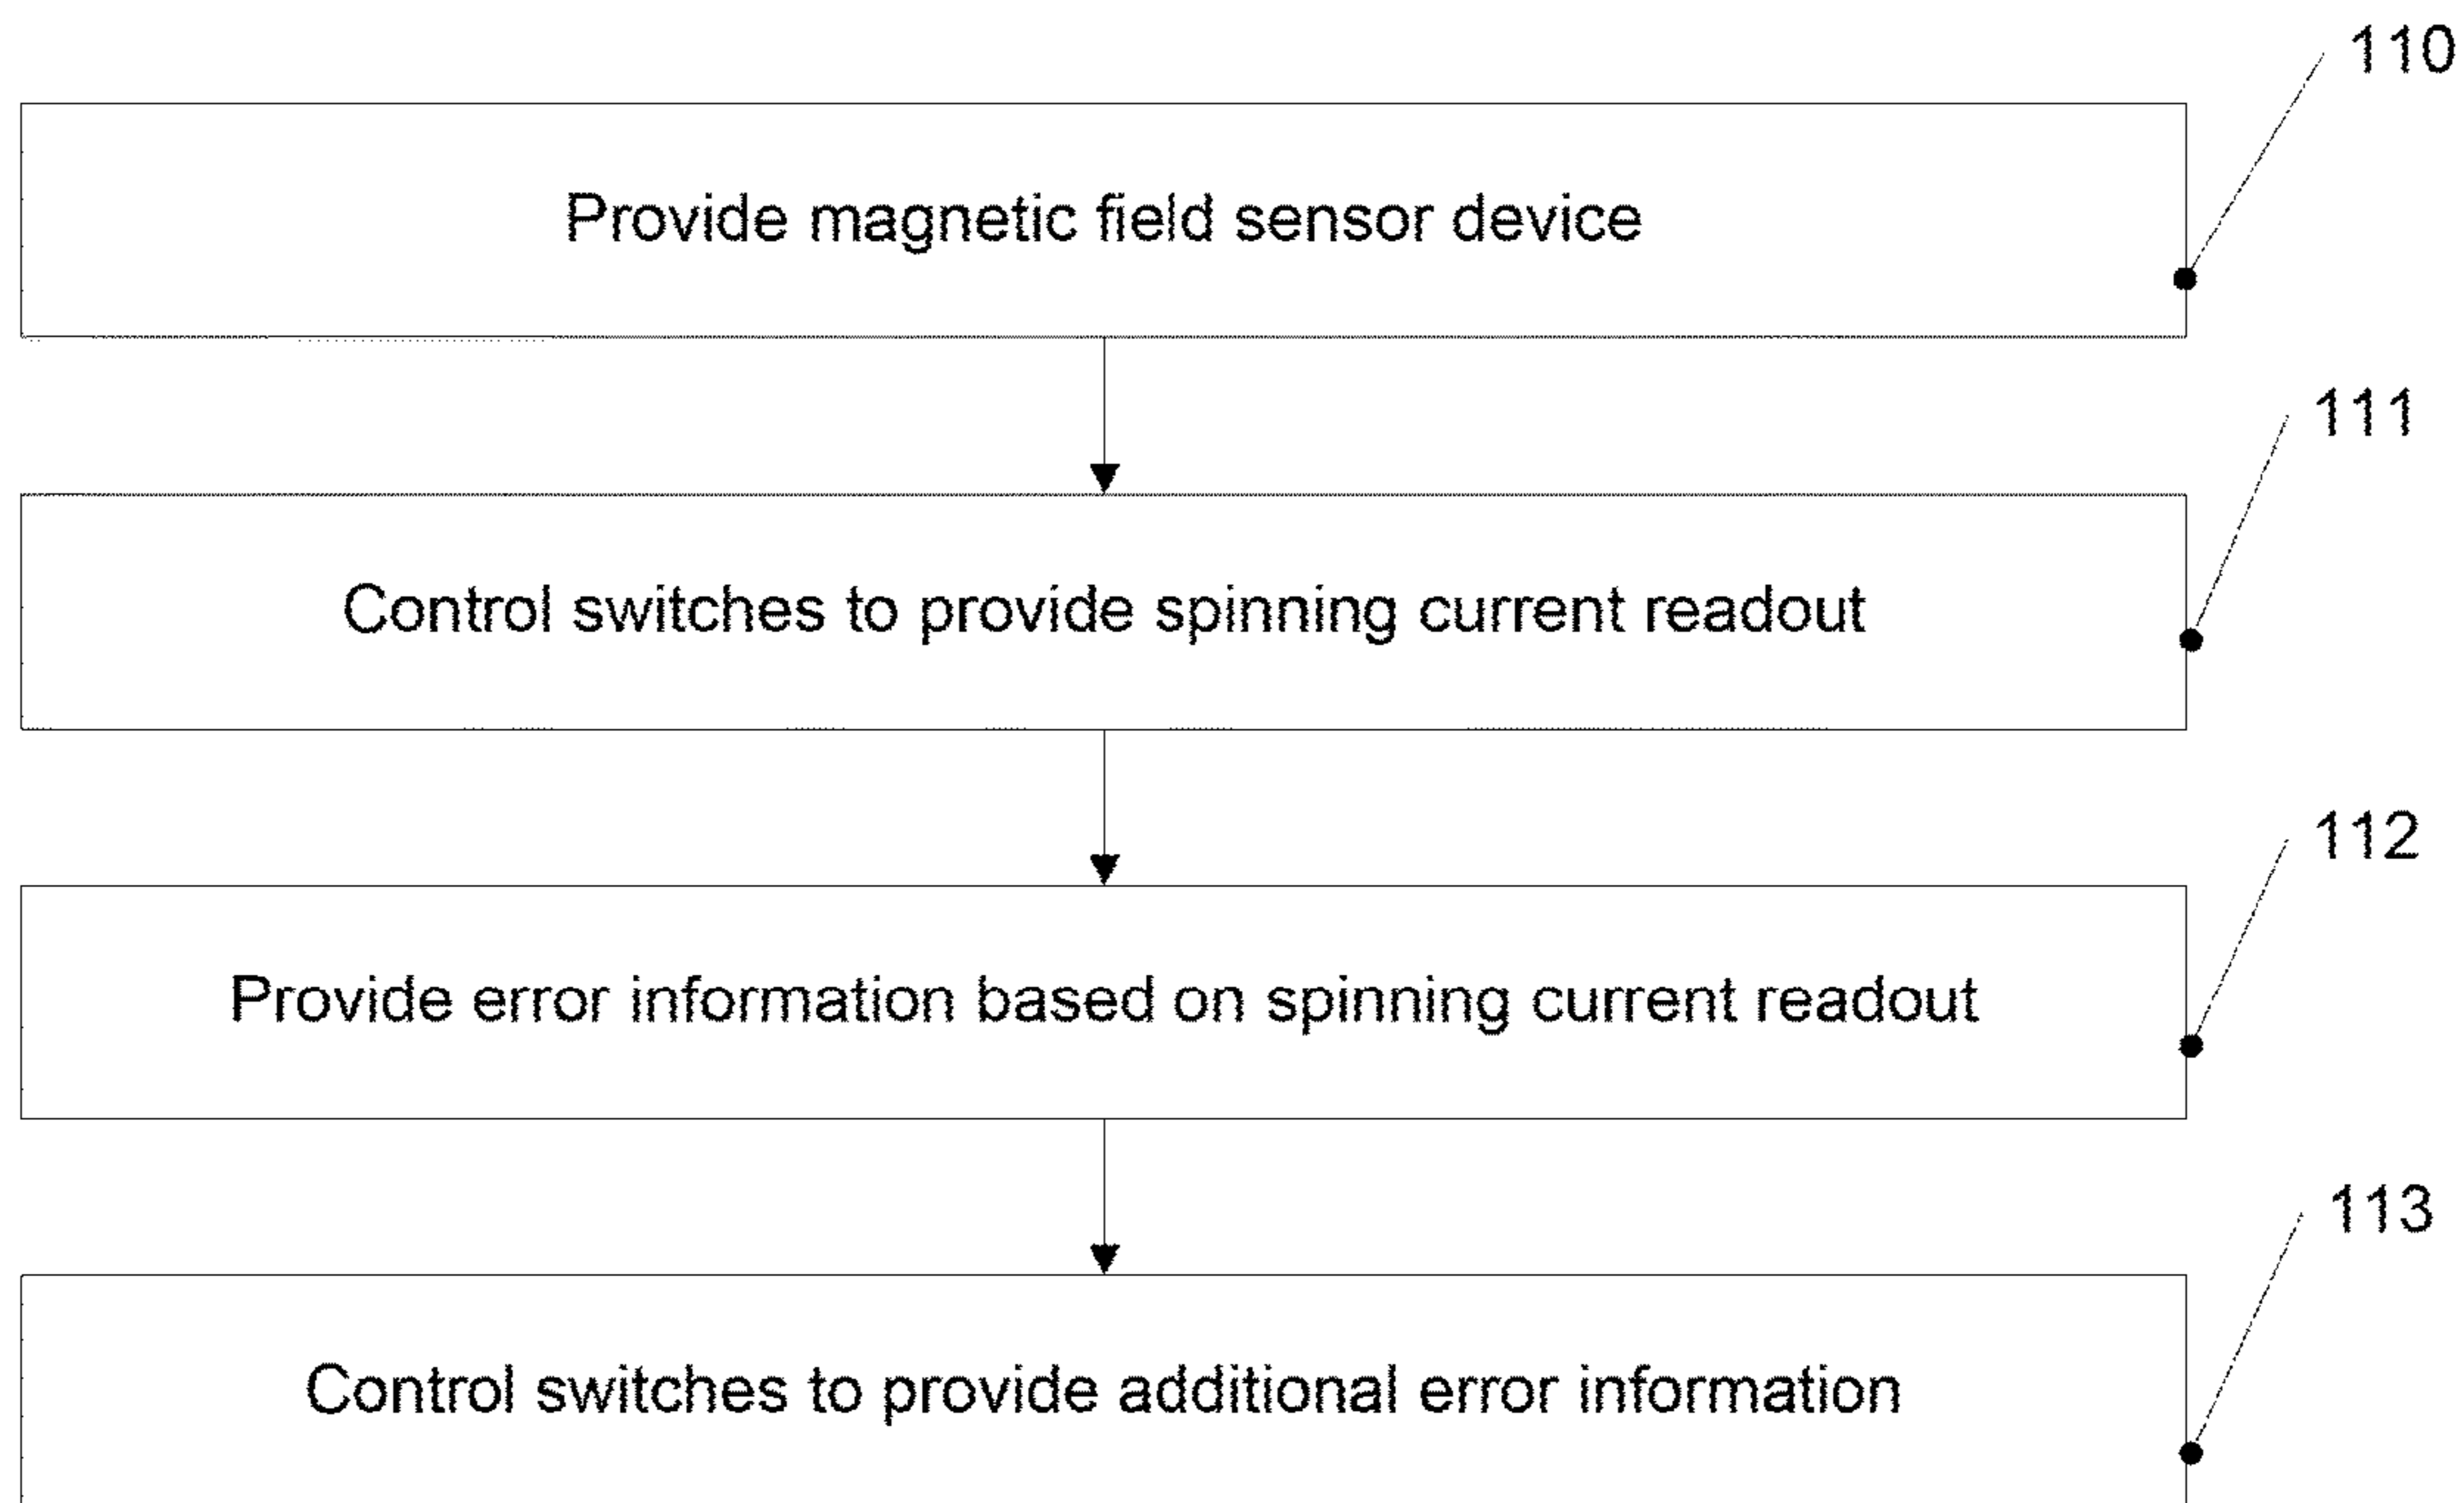 110
Provide magnetic field sensor device
111
Control switches to provide spinning current readout
112
Provide error information based on spinning current readout
113
Control switches to provide additional error information